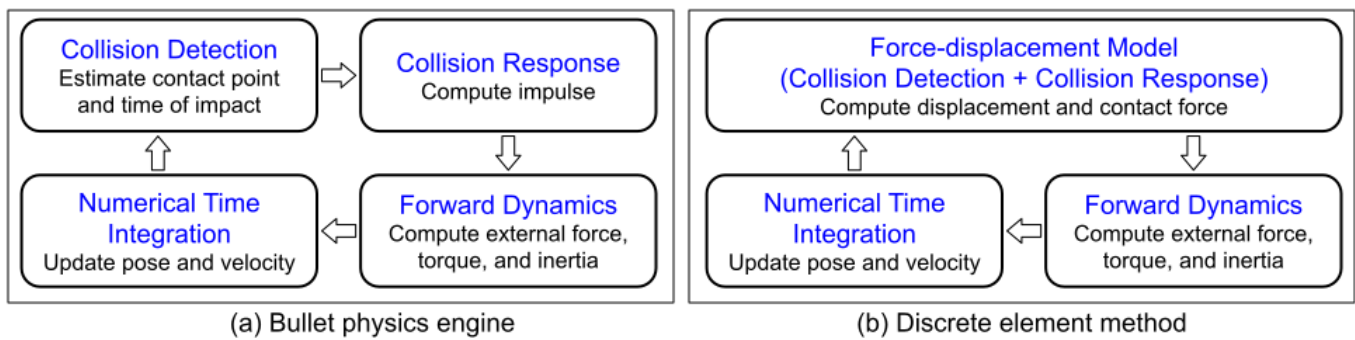 Collision Detection
Estimate contact point
and time of impact
Collision Response
Compute impulse
Numerical Time
Integration
Update pose and velocity
Forward Dynamics
Compute external force,
torque, and inertia
(a) Bullet physics engine
Force-displacement Model
(Collision Detection + Collision Response)
Compute displacement and contact force
Numerical Time
Integration
Update pose and velocity
Forward Dynamics
Compute external force,
torque, and inertia
(b) Discrete element method